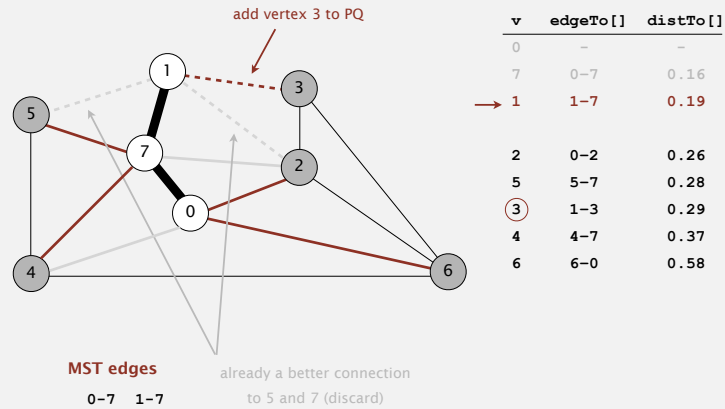 add vertex 3 to PQ
v edgeTo[] distTo[]
0 – –
7 0–7 0.16
1 1–7 0.19
2 0–2 0.26
5 5–7 0.28
3 1–3 0.29
4 4–7 0.37
6 6–0 0.58
1
3
5
7
2
0
4
6
MST edges
0–7 1–7
already a better connection
to 5 and 7 (discard)